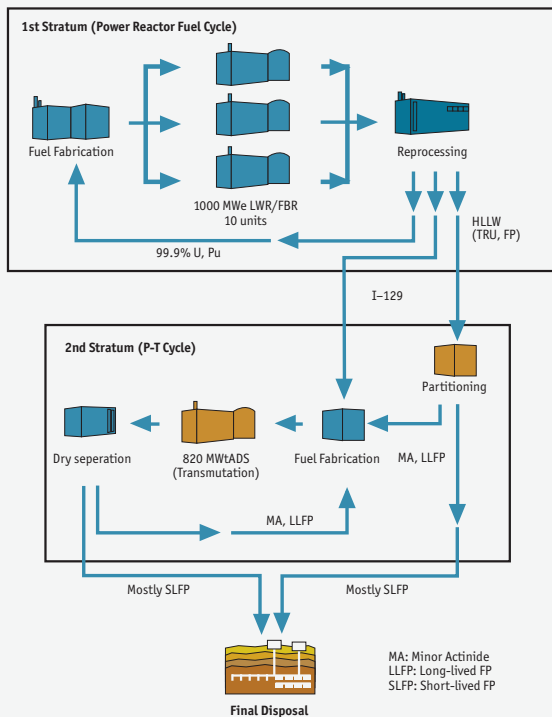 1st Stratum (Power Reactor Fuel Cycle)
Fuel Fabrication
Reprocessing
1000 MWe LWR/FBR
10 units
HLLW
(TRU, FP)
99.9% U, Pu
I–129
2nd Stratum (P-T Cycle)
Partitioning
Dry seperation
820 MWtADS
(Transmutation)
Fuel Fabrication
MA, LLFP
MA, LLFP
Mostly SLFP
Mostly SLFP
MA: Minor Actinide
LLFP: Long-lived FP
SLFP: Short-lived FP
Final Disposal